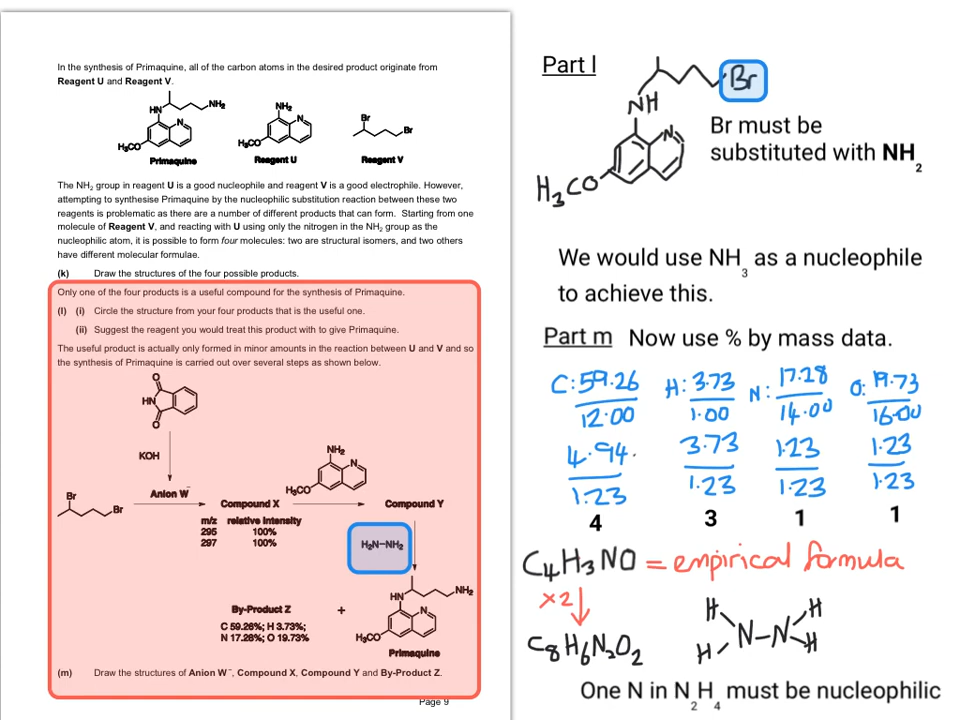 In the synthesis of Primaquine, all of the carbon atoms in the desired product originate from
Reagent U and Reagent V.
HN
NH₂
N
H₃CO
Primaquine
NH₂
N
H₃CO
Reagent U
Br
Br
Reagent V
The NH₂ group in reagent U is a good nucleophile and reagent V is a good electrophile. However,
attempting to synthesise Primaquine by the nucleophilic substitution reaction between these two
reagents is problematic as there are a number of different products that can form. Starting from one
molecule of Reagent V, and reacting with U using only the nitrogen in the NH₂ group as the
nucleophilic atom, it is possible to form four molecules: two are structural isomers, and two others
have different molecular formulae.
(k) Draw the structures of the four possible products.
Only one of the four products is a useful compound for the synthesis of Primaquine.
(l) (i) Circle the structure from your four products that is the useful one.
(ii) Suggest the reagent you would treat this product with to give Primaquine.
The useful product is actually only formed in minor amounts in the reaction between U and V and so
the synthesis of Primaquine is carried out over several steps as shown below.
O
HN
O
KOH
Br
Br
Anion W⁻
Compound X
m/z relative intensity
295 100%
297 100%
NH₂
N
H₃CO
Compound Y
H₂N−NH₂
By-Product Z
C 59.26%; H 3.73%;
N 17.28%; O 19.73%
+
HN
NH₂
N
H₃CO
Primaquine
(m) Draw the structures of Anion W⁻, Compound X, Compound Y and By-Product Z.
Page 9
Part l
Br
NH
N
H₃CO
Br must be
substituted with NH₂
We would use NH₃ as a nucleophile
to achieve this.
Part m Now use % by mass data.
C: 59.26 H: 3.73 N: 17.28 O: 19.73
12.00 1.00 14.00 16.00
4.94 3.73 1.23 1.23
1.23 1.23 1.23 1.23
4 3 1 1
C₄H₃NO = empirical formula
×2↓
C₈H₆N₂O₂
H H
N−N
H H
One N in N₂H₄ must be nucleophilic